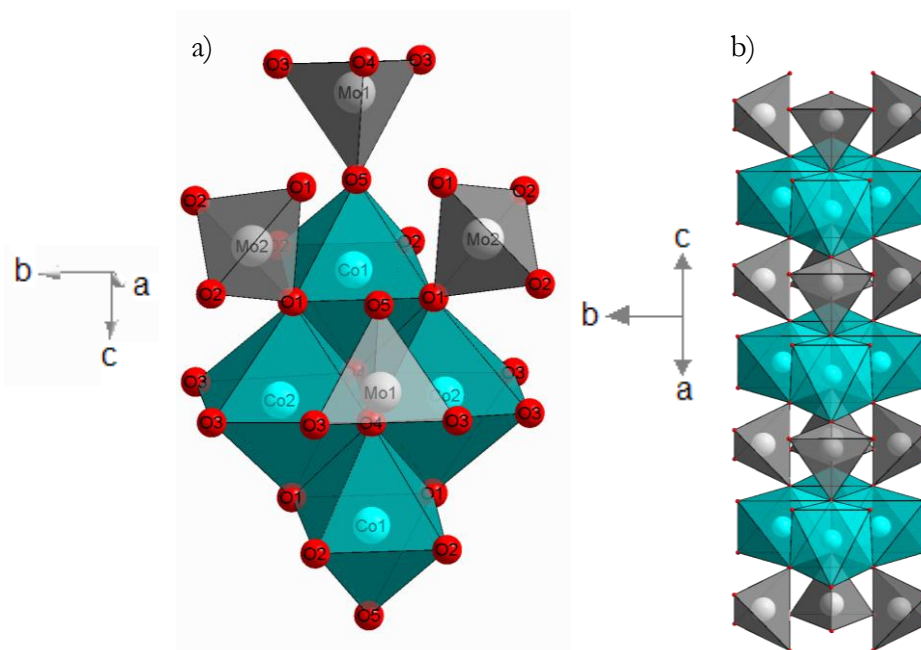 a)
b)
O3 O4 O3
Mo1
O5
O2 O1 O1 O2
Mo2 O2 O2 Mo2
Co1
O2 O1 O5 O1 O2
b a
c
c
b
a
O3 O3
Co2 Mo1 Co2
O3 O3 O4 O3 O3
O1 O1
Co1
O2 O2
O5